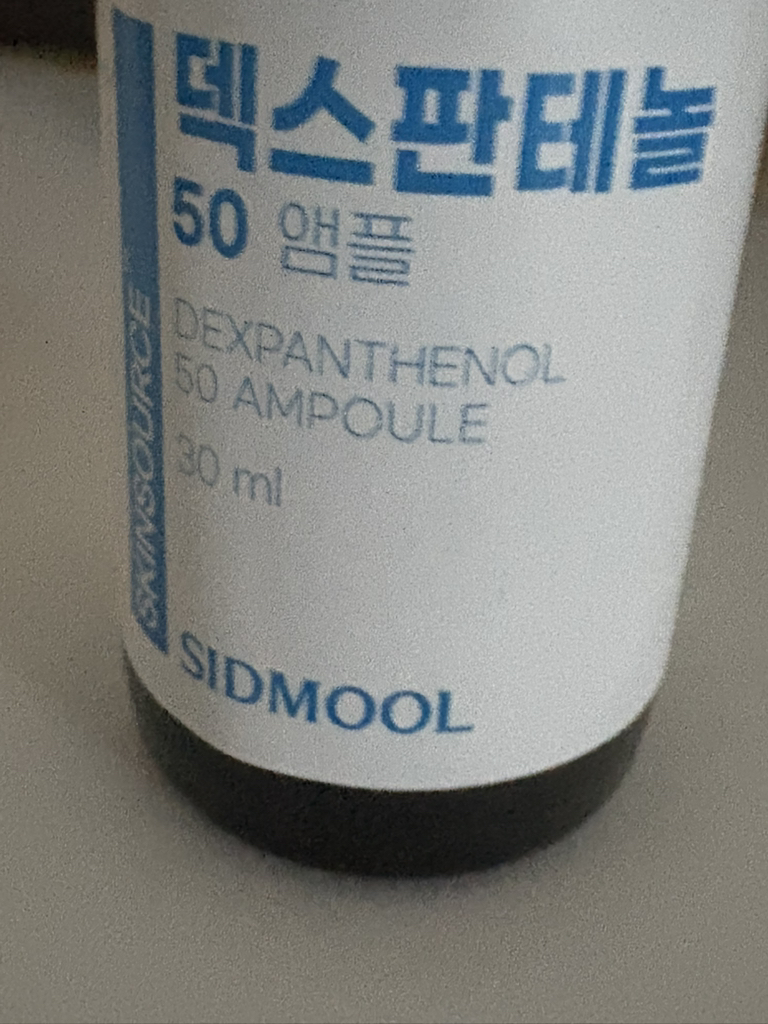 덱스판테놀
50 앰플
DEXPANTHENOL
50 AMPOULE
30 ml
SKINSOURCE
SIDMOOL